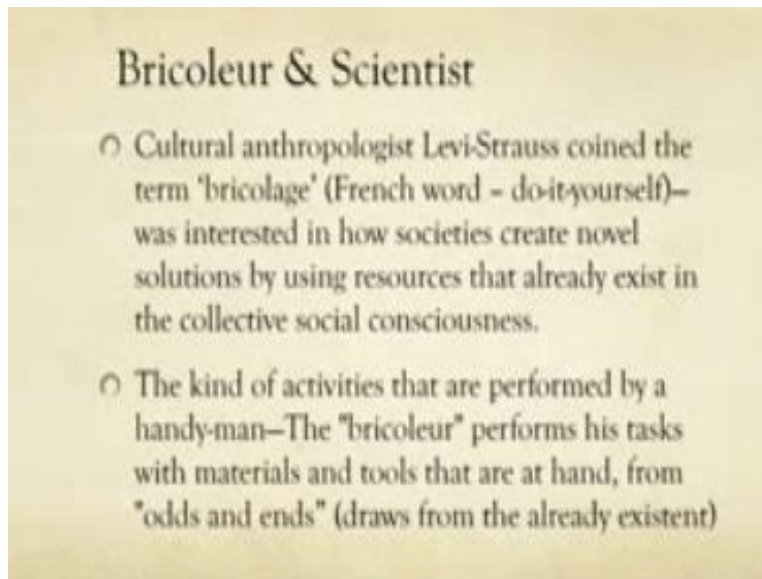 Bricoleur & Scientist
Cultural anthropologist Levi-Strauss coined the
term 'bricolage' (French word - do-it-yourself)–
was interested in how societies create novel
solutions by using resources that already exist in
the collective social consciousness.
The kind of activities that are performed by a
handy-man–The "bricoleur" performs his tasks
with materials and tools that are at hand, from
"odds and ends" (draws from the already existent)